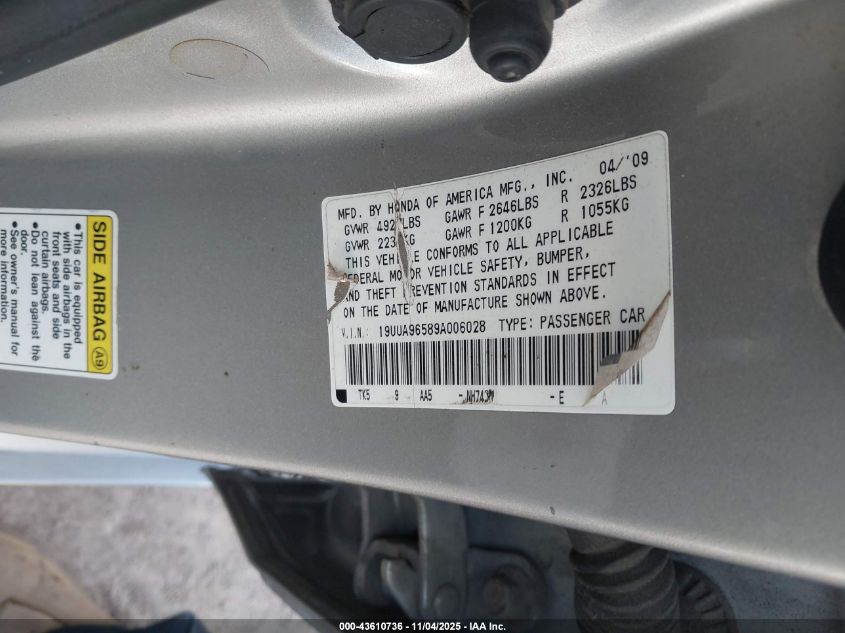 MFD. BY HONDA OF AMERICA MFG., INC. 04/'09
GVWR LBS GAWR F 2646LBS R 2326LBS
GVWR GAWR F 1200KG R 1055KG
THIS VEHICLE CONFORMS TO ALL APPLICABLE
FEDERAL MOTOR VEHICLE SAFETY, BUMPER,
AND THEFT PREVENTION STANDARDS IN EFFECT
ON THE DATE OF MANUFACTURE SHOWN ABOVE.
V.I.N: 19UUA96589A006028 TYPE: PASSENGER CAR
TK5 9 AA5 -NH743M -E A
SIDE AIRBAG A9
• This car is equipped
with side airbags in the
front seats and side
curtain airbags.
• Do not lean against the
door.
• See owner's manual for
more information.
000-43610736 - 11/04/2025 - IAA Inc.